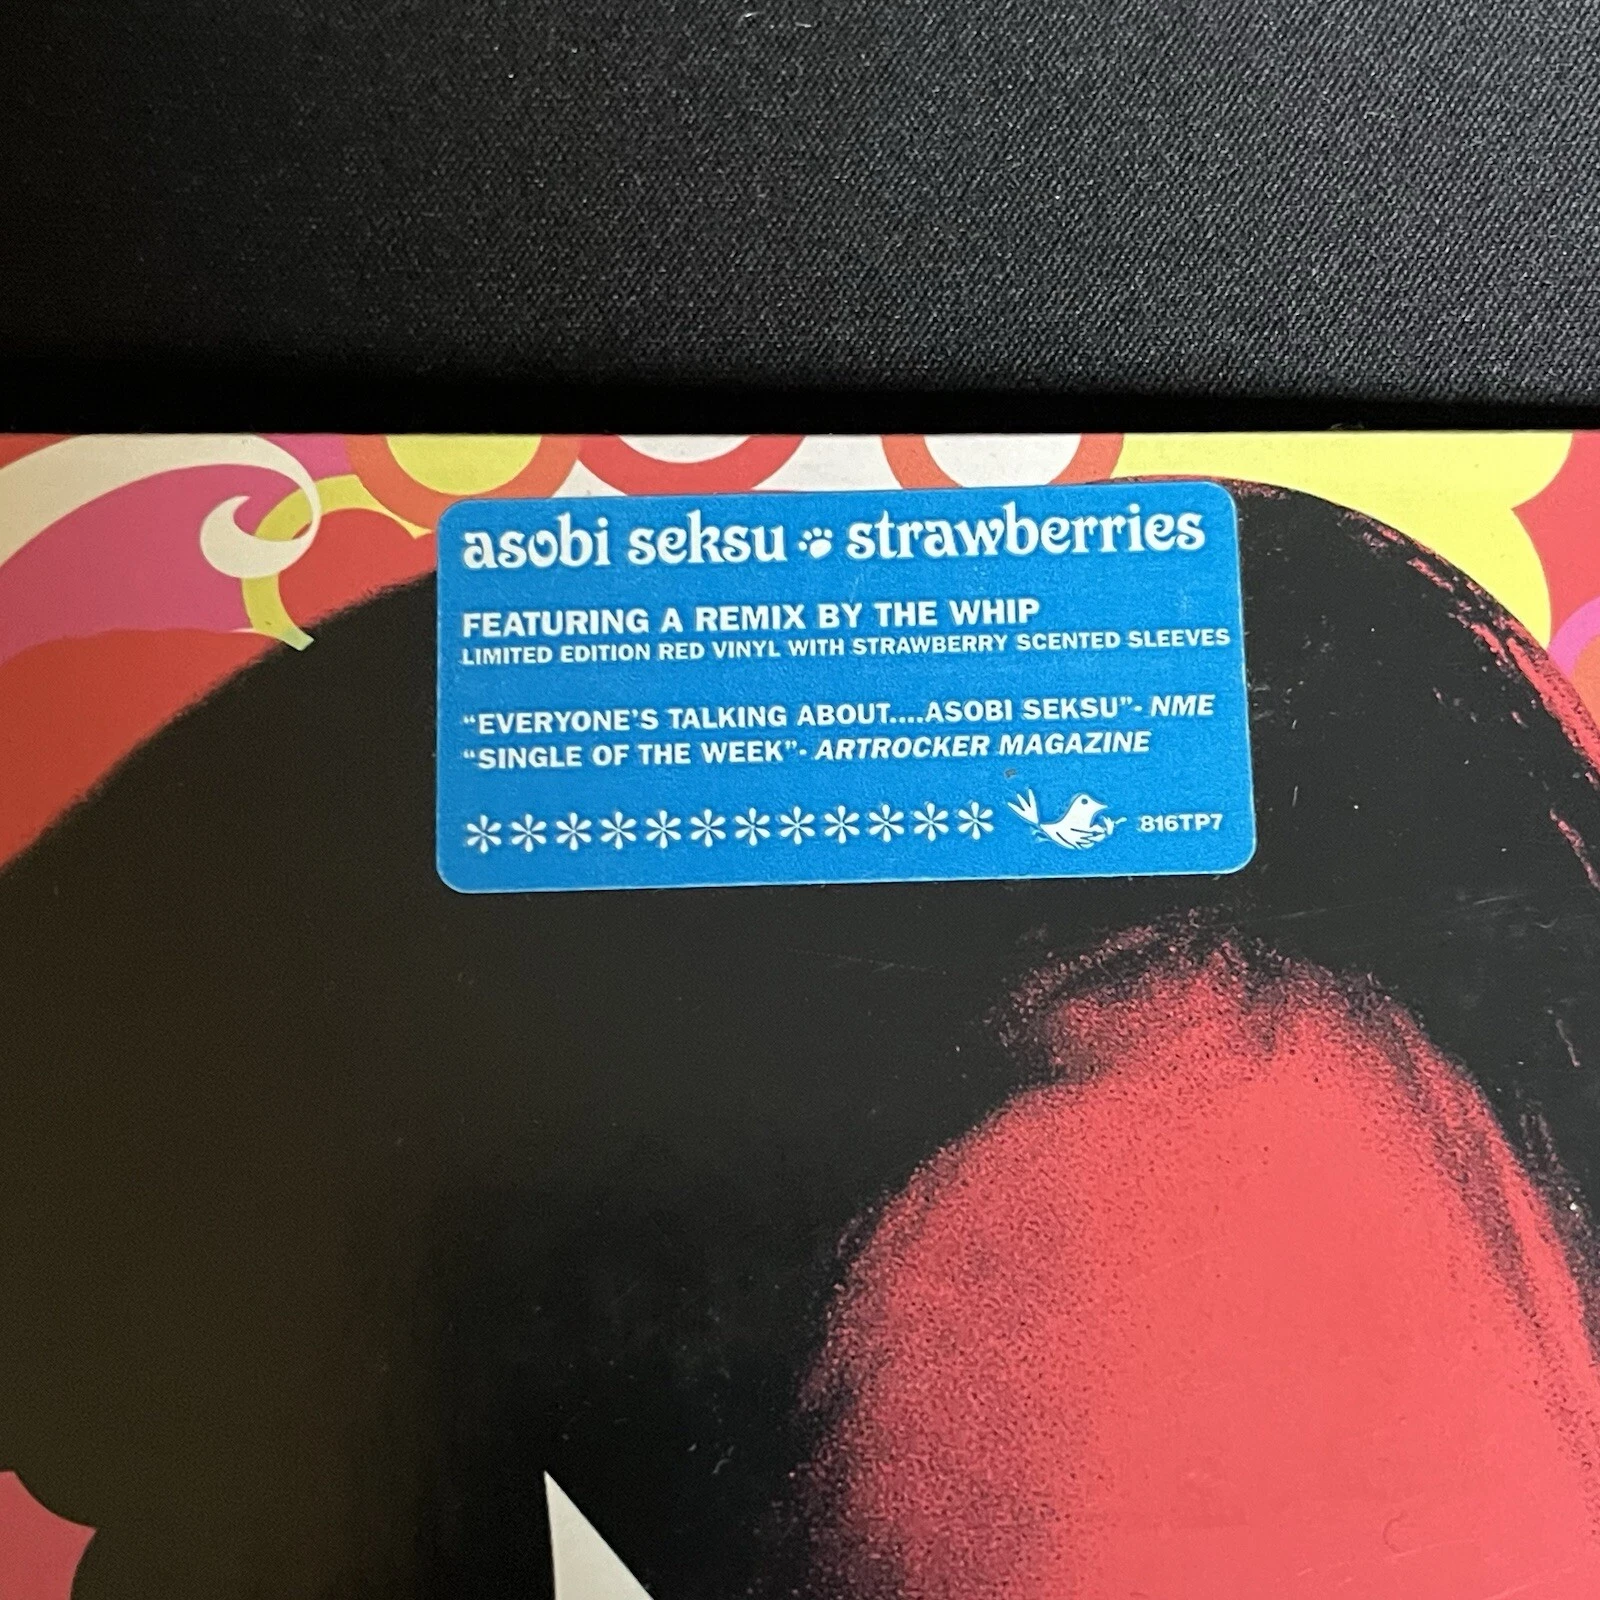 asobi seksu strawberries
FEATURING A REMIX BY THE WHIP
LIMITED EDITION RED VINYL WITH STRAWBERRY SCENTED SLEEVES
“EVERYONE’S TALKING ABOUT....ASOBI SEKSU”- NME
“SINGLE OF THE WEEK”- ARTROCKER MAGAZINE
************ 816TP7